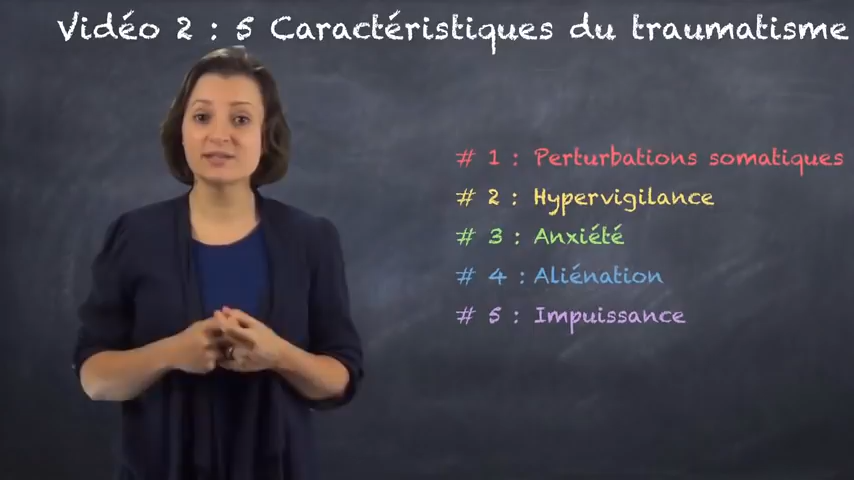 Vidéo 2 : 5 Caractéristiques du traumatisme
# 1 : Perturbations somatiques
# 2 : Hypervigilance
# 3 : Anxiété
# 4 : Aliénation
# 5 : Impuissance